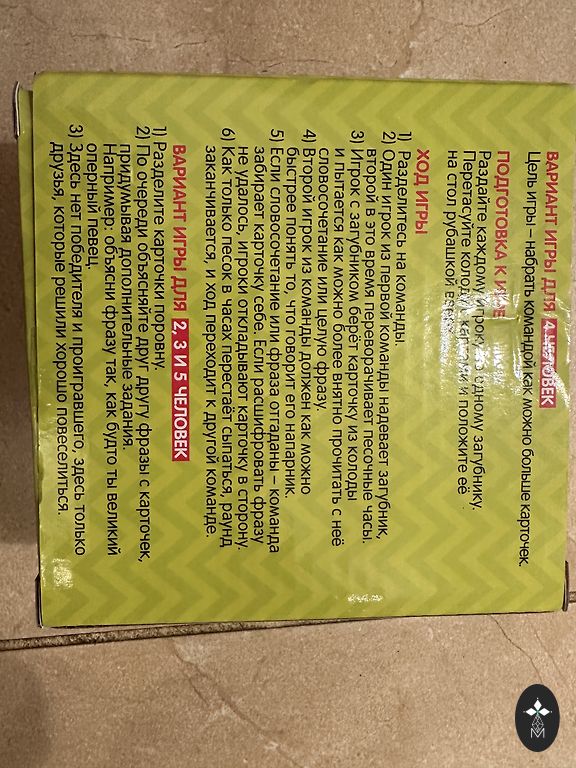 ВАРИАНТ ИГРЫ ДЛЯ 4 ЧЕЛОВЕК
Цель игры – набрать командой как можно больше карточек.
ПОДГОТОВКА К ИГРЕ
Раздайте каждому игроку по одному загубнику.
Перетасуйте колоду с картами и положите её
на стол рубашкой вверх.
ХОД ИГРЫ
1) Разделитесь на команды.
2) Один игрок из первой команды надевает загубник,
второй в это время переворачивает песочные часы.
3) Игрок с загубником берёт карточку из колоды
и пытается как можно более внятно прочитать с неё
словосочетание или целую фразу.
4) Второй игрок из команды должен как можно
быстрее понять то, что говорит его напарник.
5) Если словосочетание или фраза отгаданы – команда
забирает карточку себе. Если расшифровать фразу
не удалось, игроки откладывают карточку в сторону.
6) Как только песок в часах перестаёт сыпаться, раунд
заканчивается, и ход переходит к другой команде.
ВАРИАНТ ИГРЫ ДЛЯ 2, 3 И 5 ЧЕЛОВЕК
1) Разделите карточки поровну.
2) По очереди объясняйте друг другу фразы с карточек,
придумывая дополнительные задания.
Например: объясни фразу так, как будто ты великий
оперный певец.
3) Здесь нет победителя и проигравшего, здесь только
друзья, которые решили хорошо повеселиться.
M